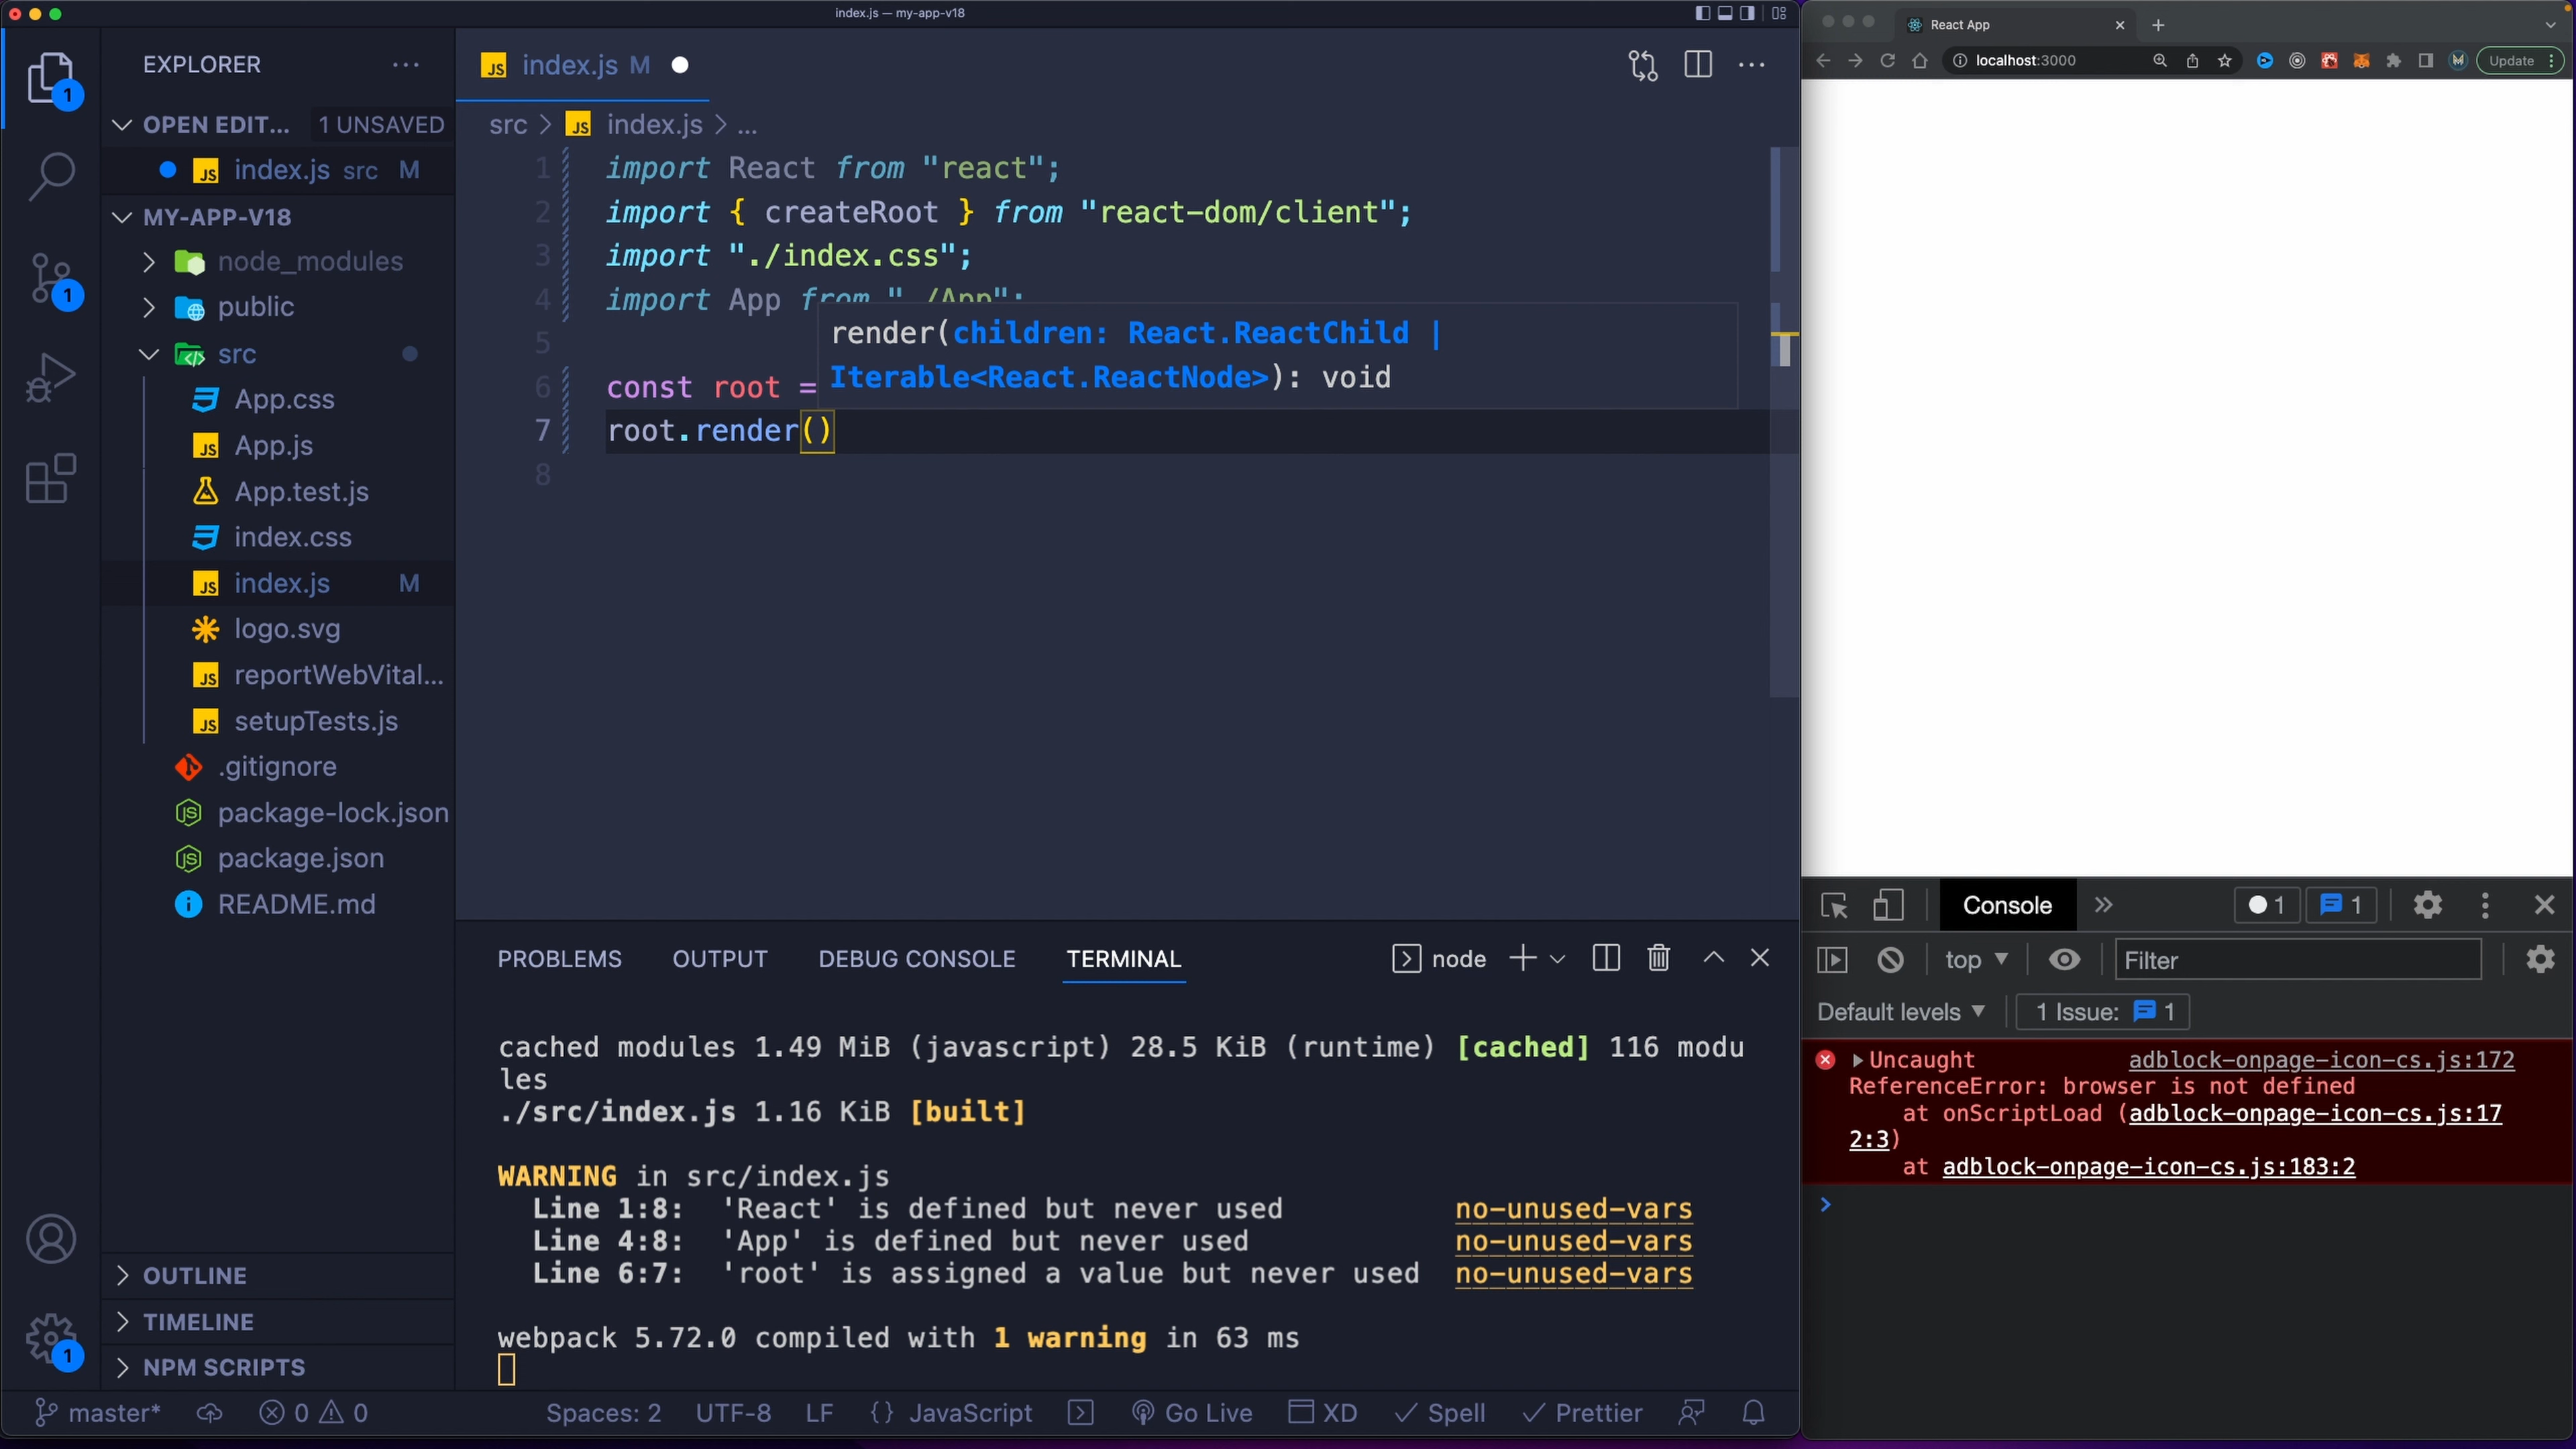 index.js — my-app-v18
EXPLORER
OPEN EDIT... 1 UNSAVED
index.js src M
MY-APP-V18
node_modules
public
src
App.css
App.js
App.test.js
index.css
index.js M
logo.svg
reportWebVital...
setupTests.js
.gitignore
package-lock.json
package.json
README.md
OUTLINE
TIMELINE
NPM SCRIPTS
1
1
1
index.js M
src > index.js > ...
1 import React from "react";
2 import { createRoot } from "react-dom/client";
3 import "./index.css";
4 import App from "./App";
5
6 const root =
7 root.render()
8
render(children: React.ReactChild |
Iterable<React.ReactNode>): void
PROBLEMS OUTPUT DEBUG CONSOLE TERMINAL node
cached modules 1.49 MiB (javascript) 28.5 KiB (runtime) [cached] 116 modu
les
./src/index.js 1.16 KiB [built]
WARNING in src/index.js
Line 1:8: 'React' is defined but never used no-unused-vars
Line 4:8: 'App' is defined but never used no-unused-vars
Line 6:7: 'root' is assigned a value but never used no-unused-vars
webpack 5.72.0 compiled with 1 warning in 63 ms
master* 0 0 Spaces: 2 UTF-8 LF {} JavaScript Go Live XD Spell Prettier
React App
localhost:3000 Update
Console 1 1
top Filter
Default levels 1 Issue: 1
Uncaught adblock-onpage-icon-cs.js:172
ReferenceError: browser is not defined
at onScriptLoad (adblock-onpage-icon-cs.js:17
2:3)
at adblock-onpage-icon-cs.js:183:2